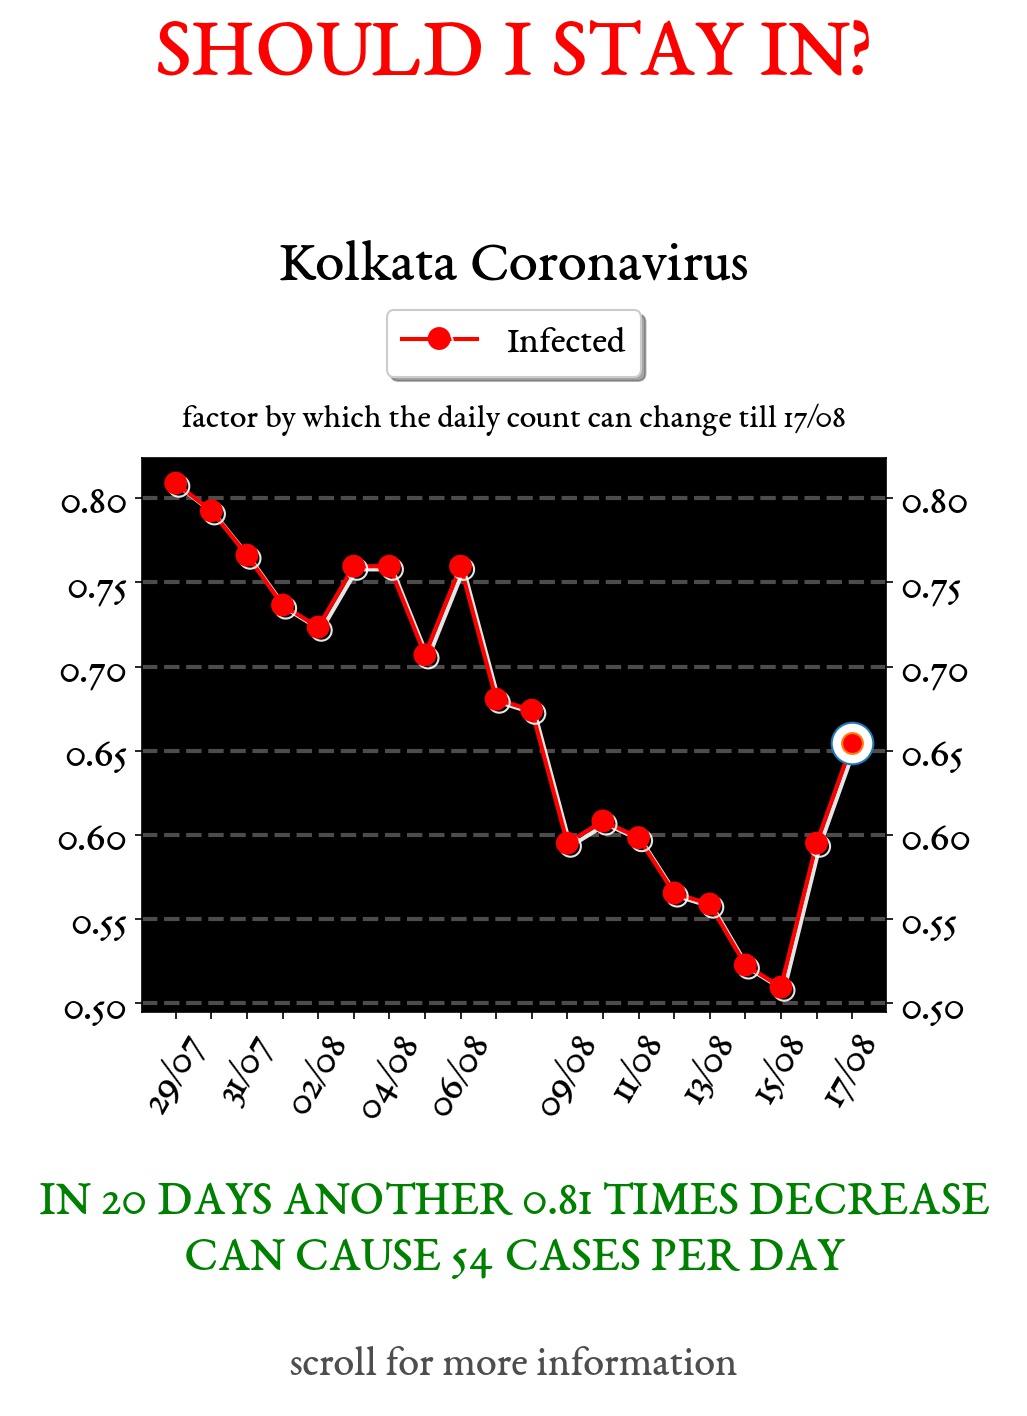 SHOULD I STAY IN?
Kolkata Coronavirus
Infected
factor by which the daily count can change till 17/08
0.80 0.80
0.75 0.75
0.70 0.70
0.65 0.65
0.60 0.60
0.55 0.55
0.50 0.50
29/07 31/07 02/08 04/08 06/08 09/08 11/08 13/08 15/08 17/08
IN 20 DAYS ANOTHER 0.81 TIMES DECREASE
CAN CAUSE 54 CASES PER DAY
scroll for more information